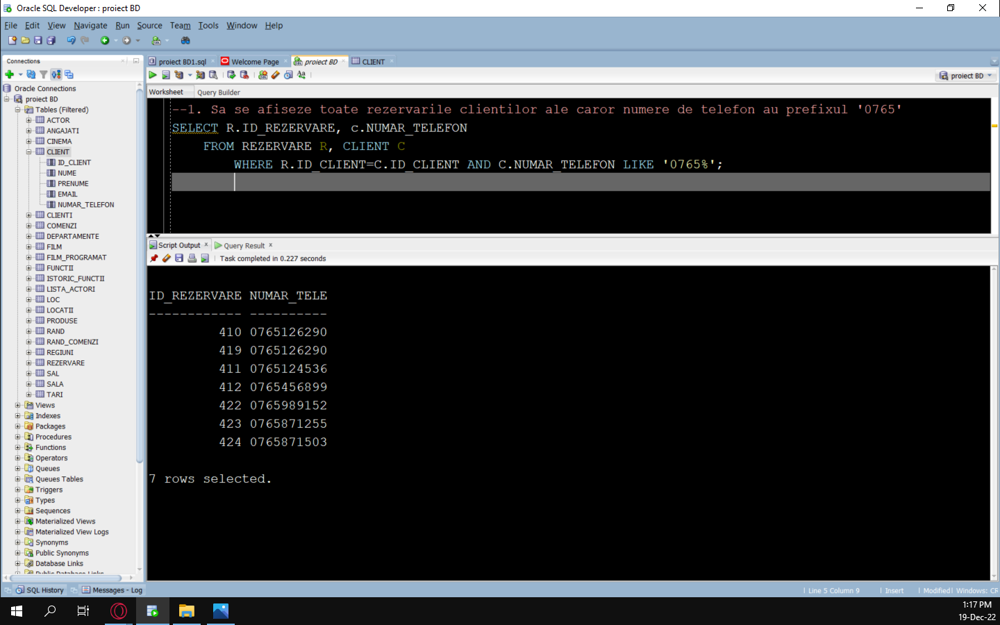 Oracle SQL Developer : proiect BD
File Edit View Navigate Run Source Team Tools Window Help
Connections
proiect BD1.sql
Welcome Page
proiect BD
CLIENT
proiect BD
Worksheet
Query Builder
Oracle Connections
proiect BD
Tables (Filtered)
ACTOR
ANGAJATI
CINEMA
CLIENT
ID_CLIENT
NUME
PRENUME
EMAIL
NUMAR_TELEFON
CLIENTI
COMENZI
DEPARTAMENTE
FILM
FILM_PROGRAMAT
FUNCTII
ISTORIC_FUNCTII
LISTA_ACTORI
LOC
LOCATII
PRODUSE
RAND
RAND_COMENZI
REGIUNI
REZERVARE
SAL
SALA
TARI
Views
Indexes
Packages
Procedures
Functions
Operators
Queues
Queues Tables
Triggers
Types
Sequences
Materialized Views
Materialized View Logs
Synonyms
Public Synonyms
Database Links
Public Database Links
--1. Sa se afiseze toate rezervarile clientilor ale caror numere de telefon au prefixul '0765'
SELECT R.ID_REZERVARE, c.NUMAR_TELEFON
FROM REZERVARE R, CLIENT C
WHERE R.ID_CLIENT=C.ID_CLIENT AND C.NUMAR_TELEFON LIKE '0765%';
Script Output x
Query Result x
Task completed in 0.227 seconds
ID_REZERVARE NUMAR_TELE
------------ ----------
410 0765126290
419 0765126290
411 0765124536
412 0765456899
422 0765989152
423 0765871255
424 0765871503
7 rows selected.
SQL History
Messages - Log
Line 5 Column 9
Insert
Modified
Windows: CR
1:17 PM
19-Dec-22